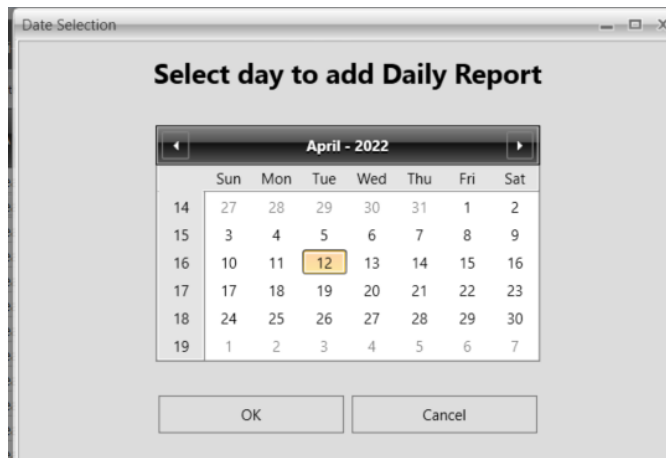 Date Selection
Select day to add Daily Report
April - 2022
Sun Mon Tue Wed Thu Fri Sat
14 27 28 29 30 31 1 2
15 3 4 5 6 7 8 9
16 10 11 12 13 14 15 16
17 17 18 19 20 21 22 23
18 24 25 26 27 28 29 30
19 1 2 3 4 5 6 7
OK Cancel